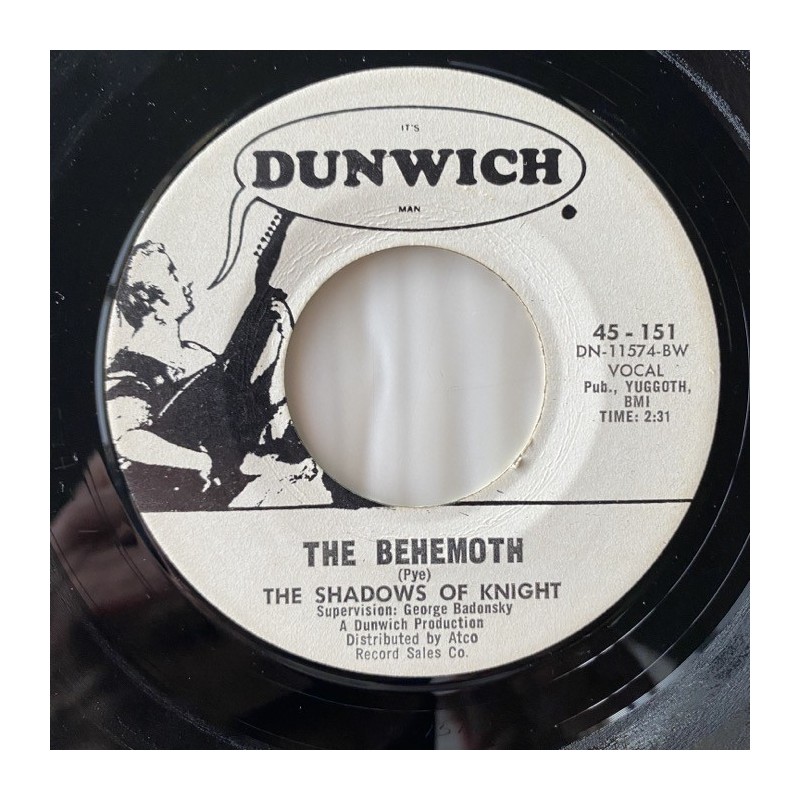 IT'S
DUNWICH
MAN
45 - 151
DN-11574-BW
VOCAL
Pub., YUGGOTH,
BMI
TIME: 2:31
THE BEHEMOTH
(Pye)
THE SHADOWS OF KNIGHT
Supervision: George Badonsky
A Dunwich Production
Distributed by Atco
Record Sales Co.